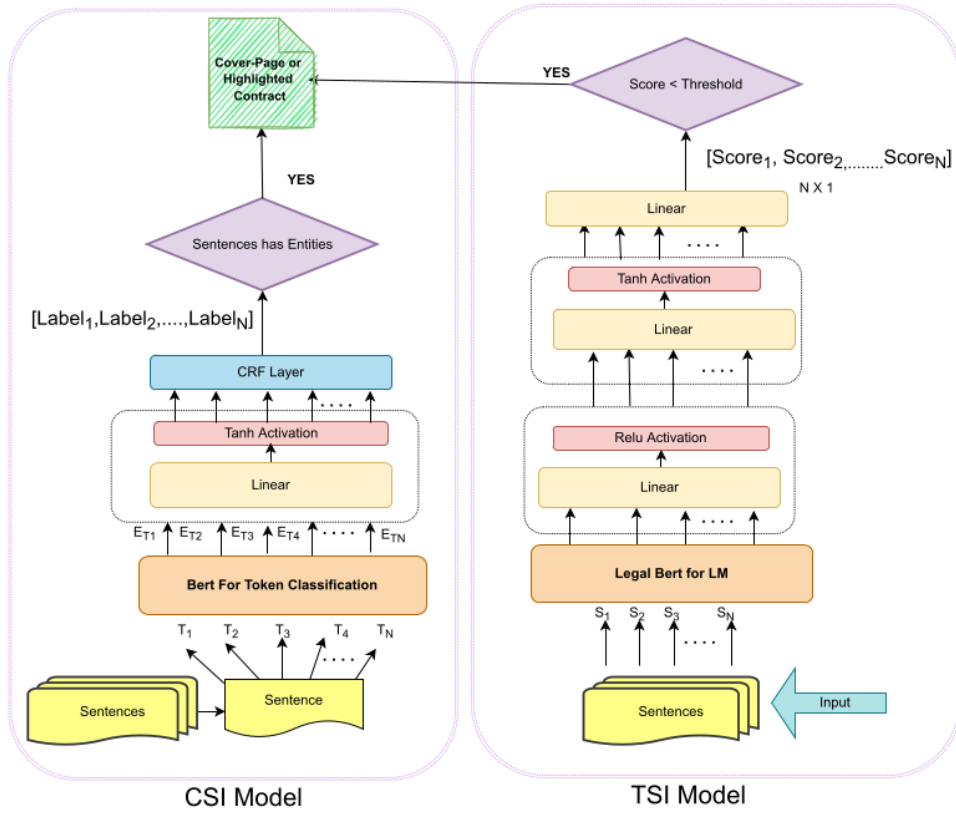 Cover-Page or
Highlighted
Contract
YES
Sentences has Entities
[Label1,Label2,....,LabelN]
CRF Layer
....
Tanh Activation
Linear
ET1 ET2 ET3 ET4 .... ETN
Bert For Token Classification
T1 T2 T3 T4 TN
....
Sentences
Sentence
CSI Model
YES
Score < Threshold
[Score1, Score2,........ScoreN]
N X 1
Linear
....
Tanh Activation
Linear
....
Relu Activation
Linear
....
Legal Bert for LM
S1 S2 S3 SN
....
Sentences
Input
TSI Model